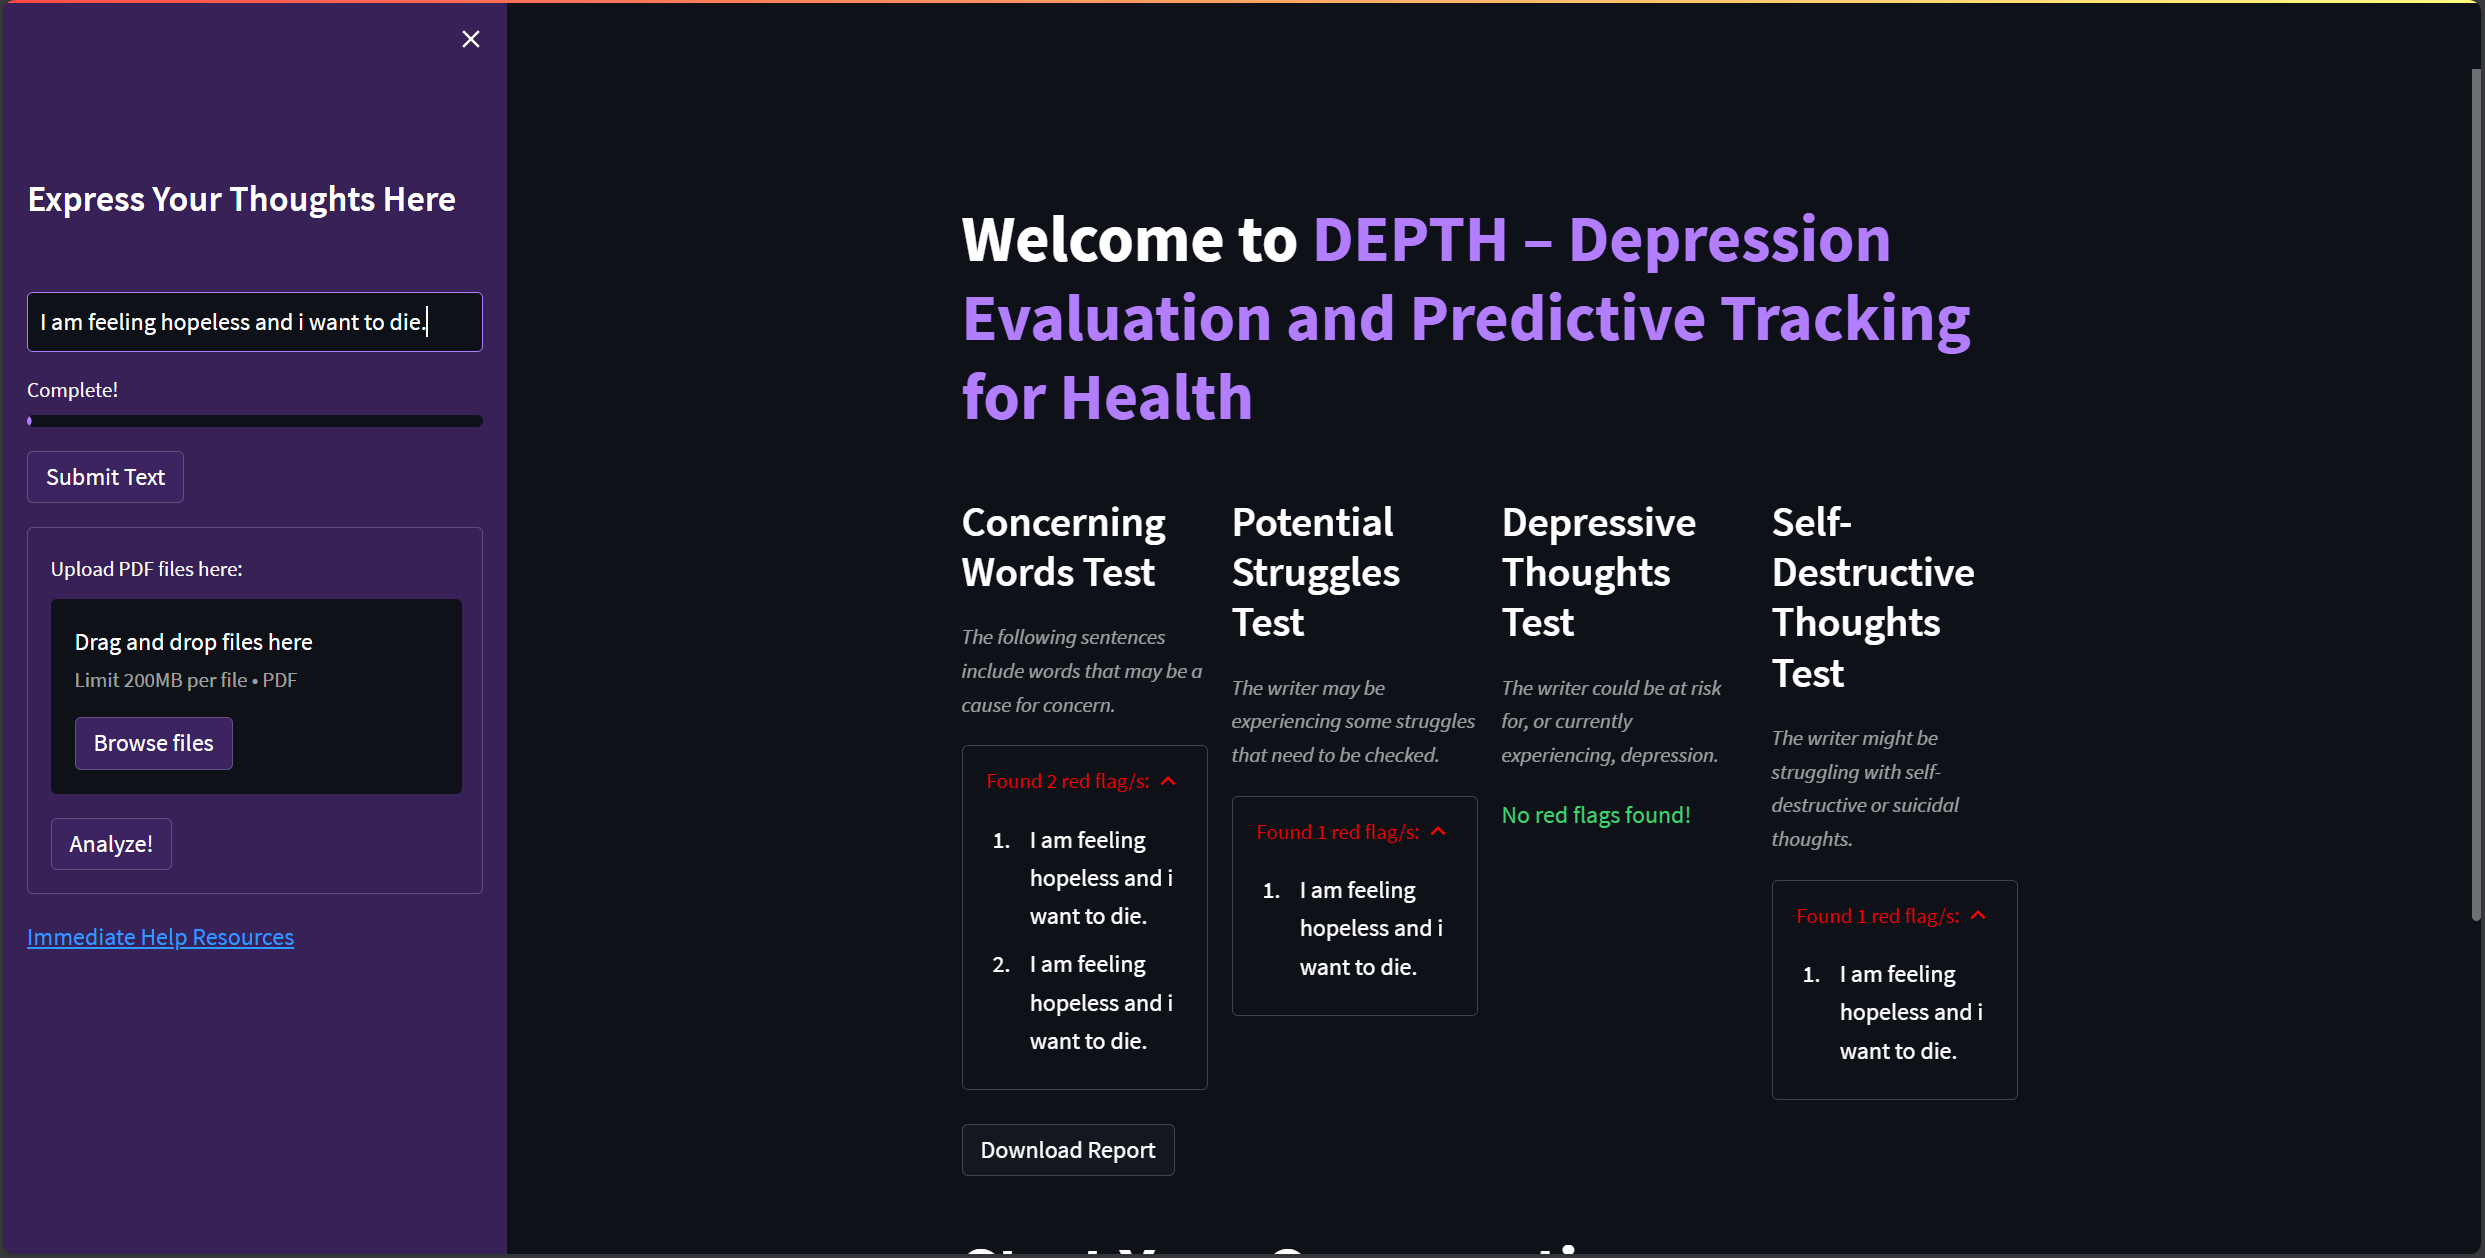 Express Your Thoughts Here
I am feeling hopeless and i want to die.
Complete!
Submit Text
Upload PDF files here:
Drag and drop files here
Limit 200MB per file • PDF
Browse files
Analyze!
Immediate Help Resources
Welcome to DEPTH – Depression
Evaluation and Predictive Tracking
for Health
Concerning
Words Test
The following sentences
include words that may be a
cause for concern.
Found 2 red flag/s:
1. I am feeling
hopeless and i
want to die.
2. I am feeling
hopeless and i
want to die.
Download Report
Potential
Struggles
Test
The writer may be
experiencing some struggles
that need to be checked.
Found 1 red flag/s:
1. I am feeling
hopeless and i
want to die.
Depressive
Thoughts
Test
The writer could be at risk
for, or currently
experiencing, depression.
No red flags found!
Self-
Destructive
Thoughts
Test
The writer might be
struggling with self-
destructive or suicidal
thoughts.
Found 1 red flag/s:
1. I am feeling
hopeless and i
want to die.